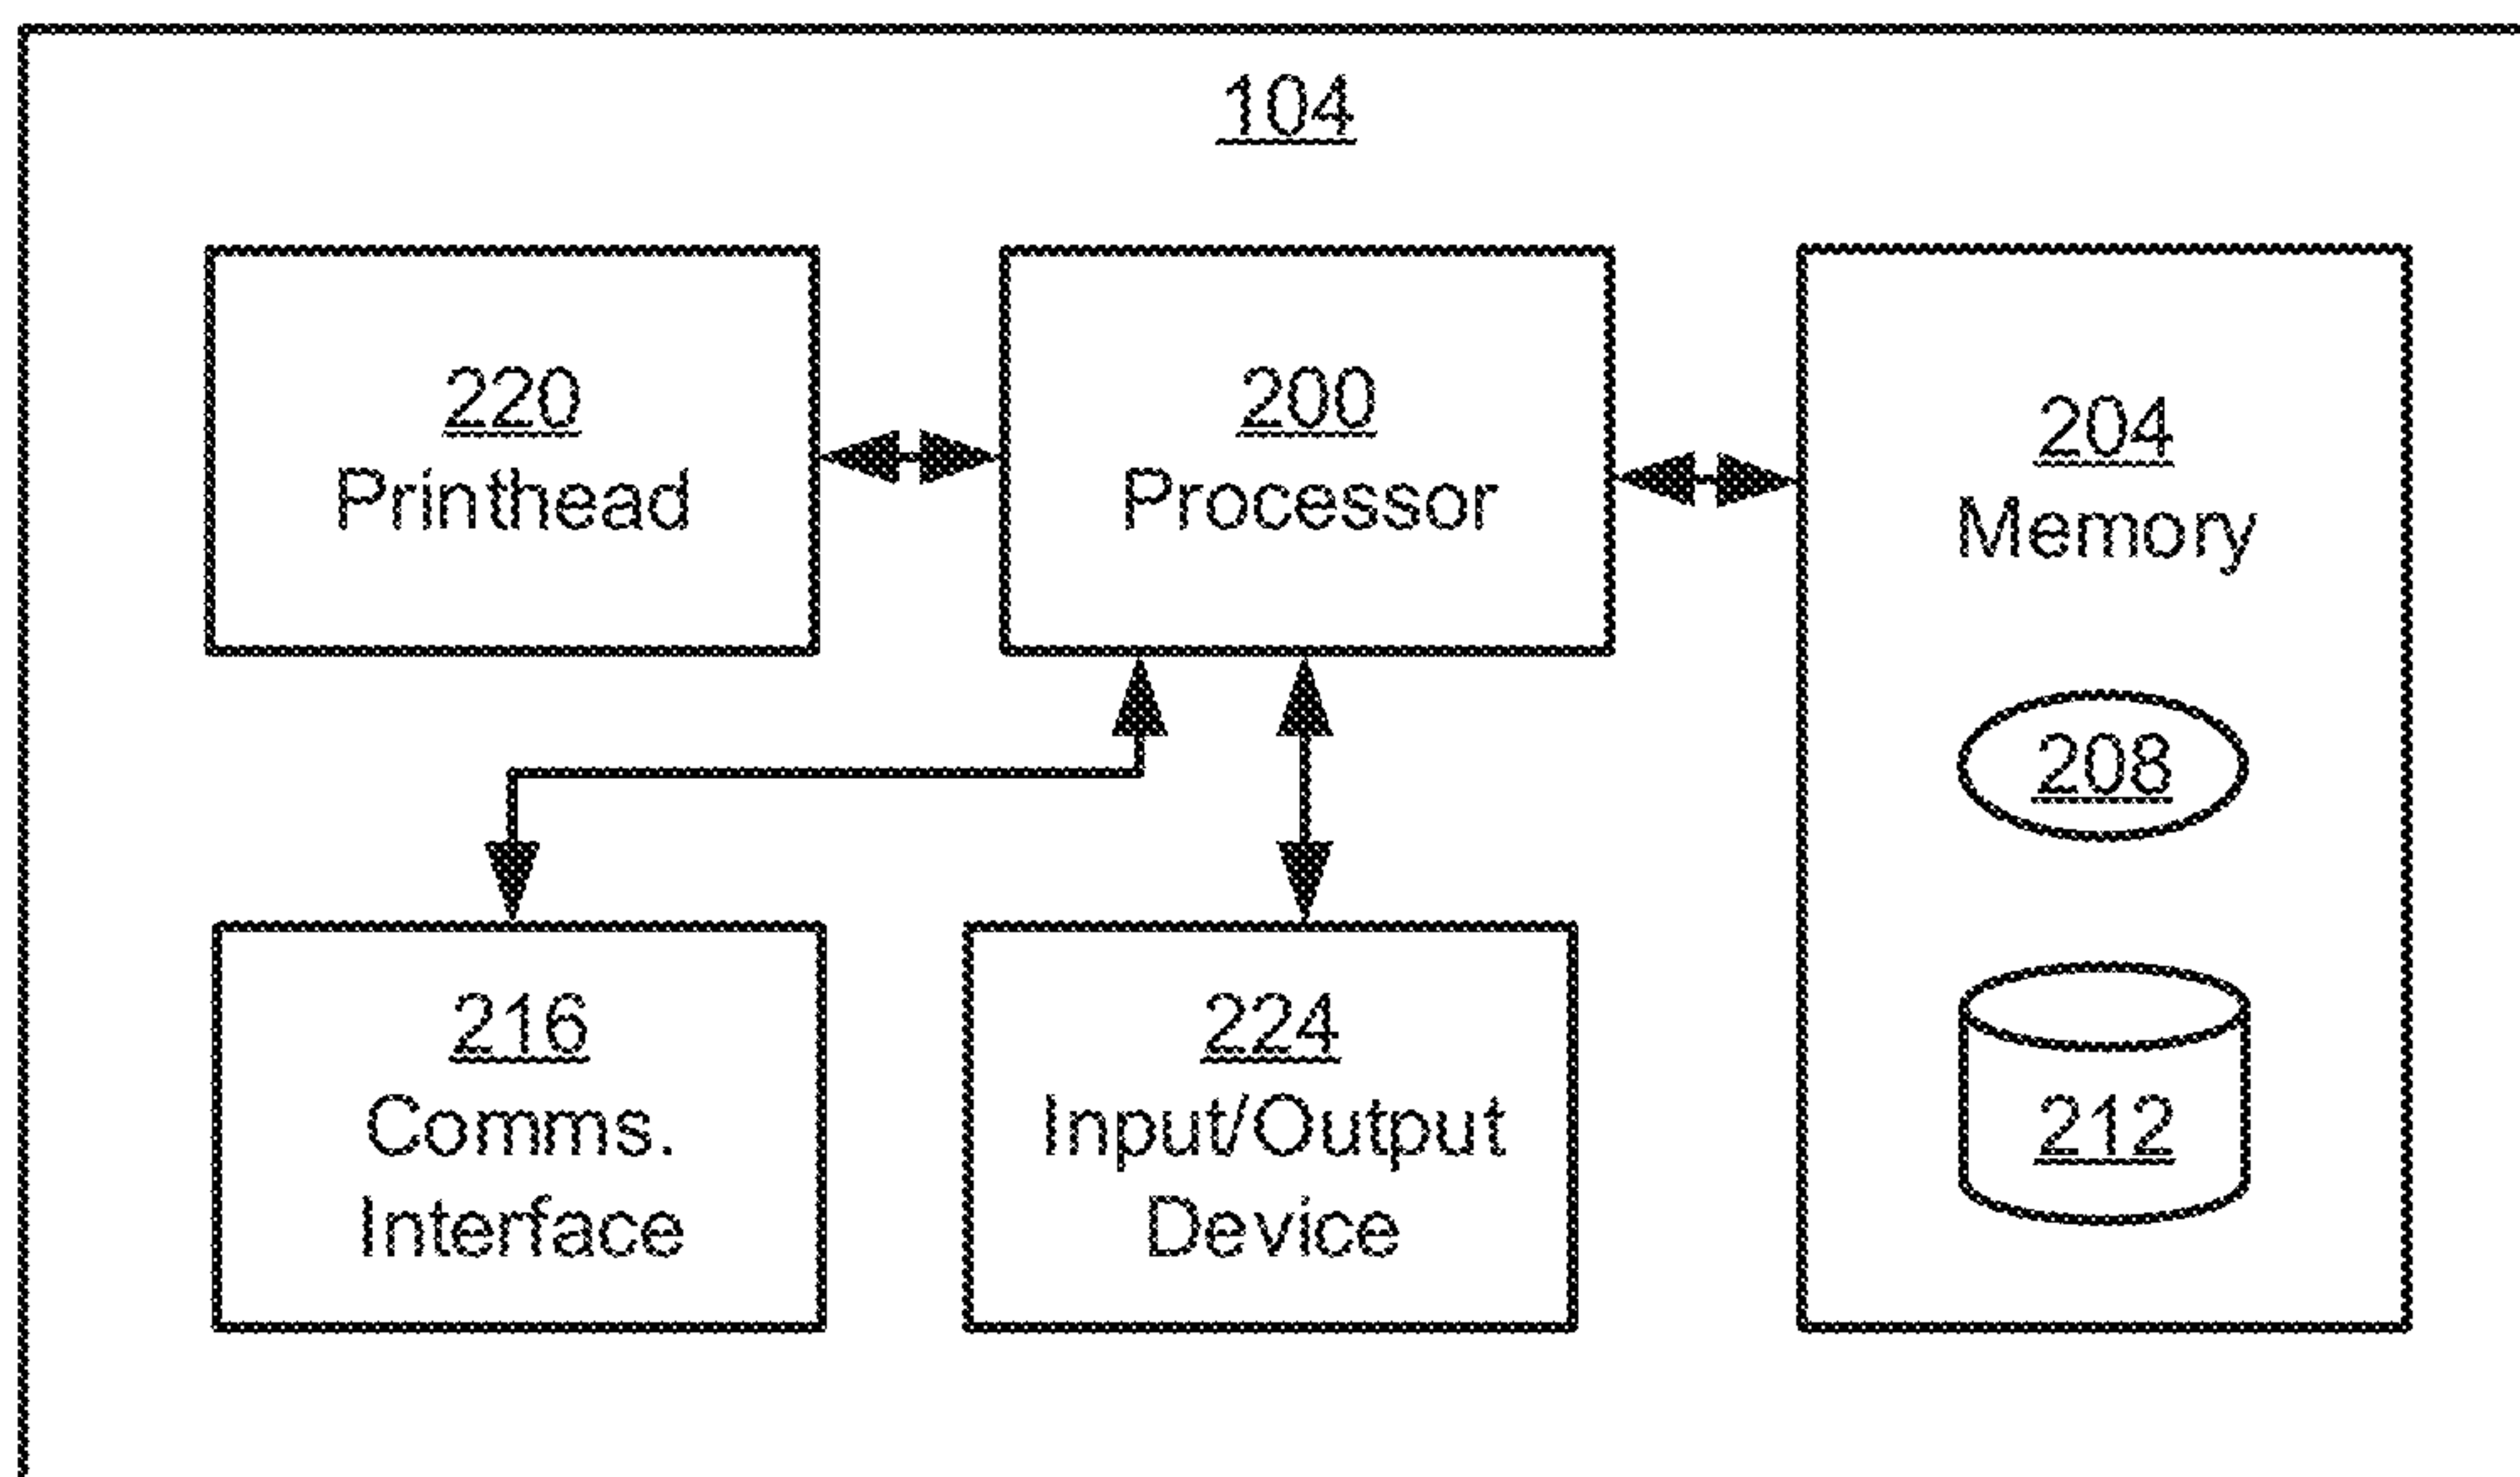 104
220
Printhead
200
Processor
204
Memory
208
216
Comms.
Interface
224
Input/Output
Device
212